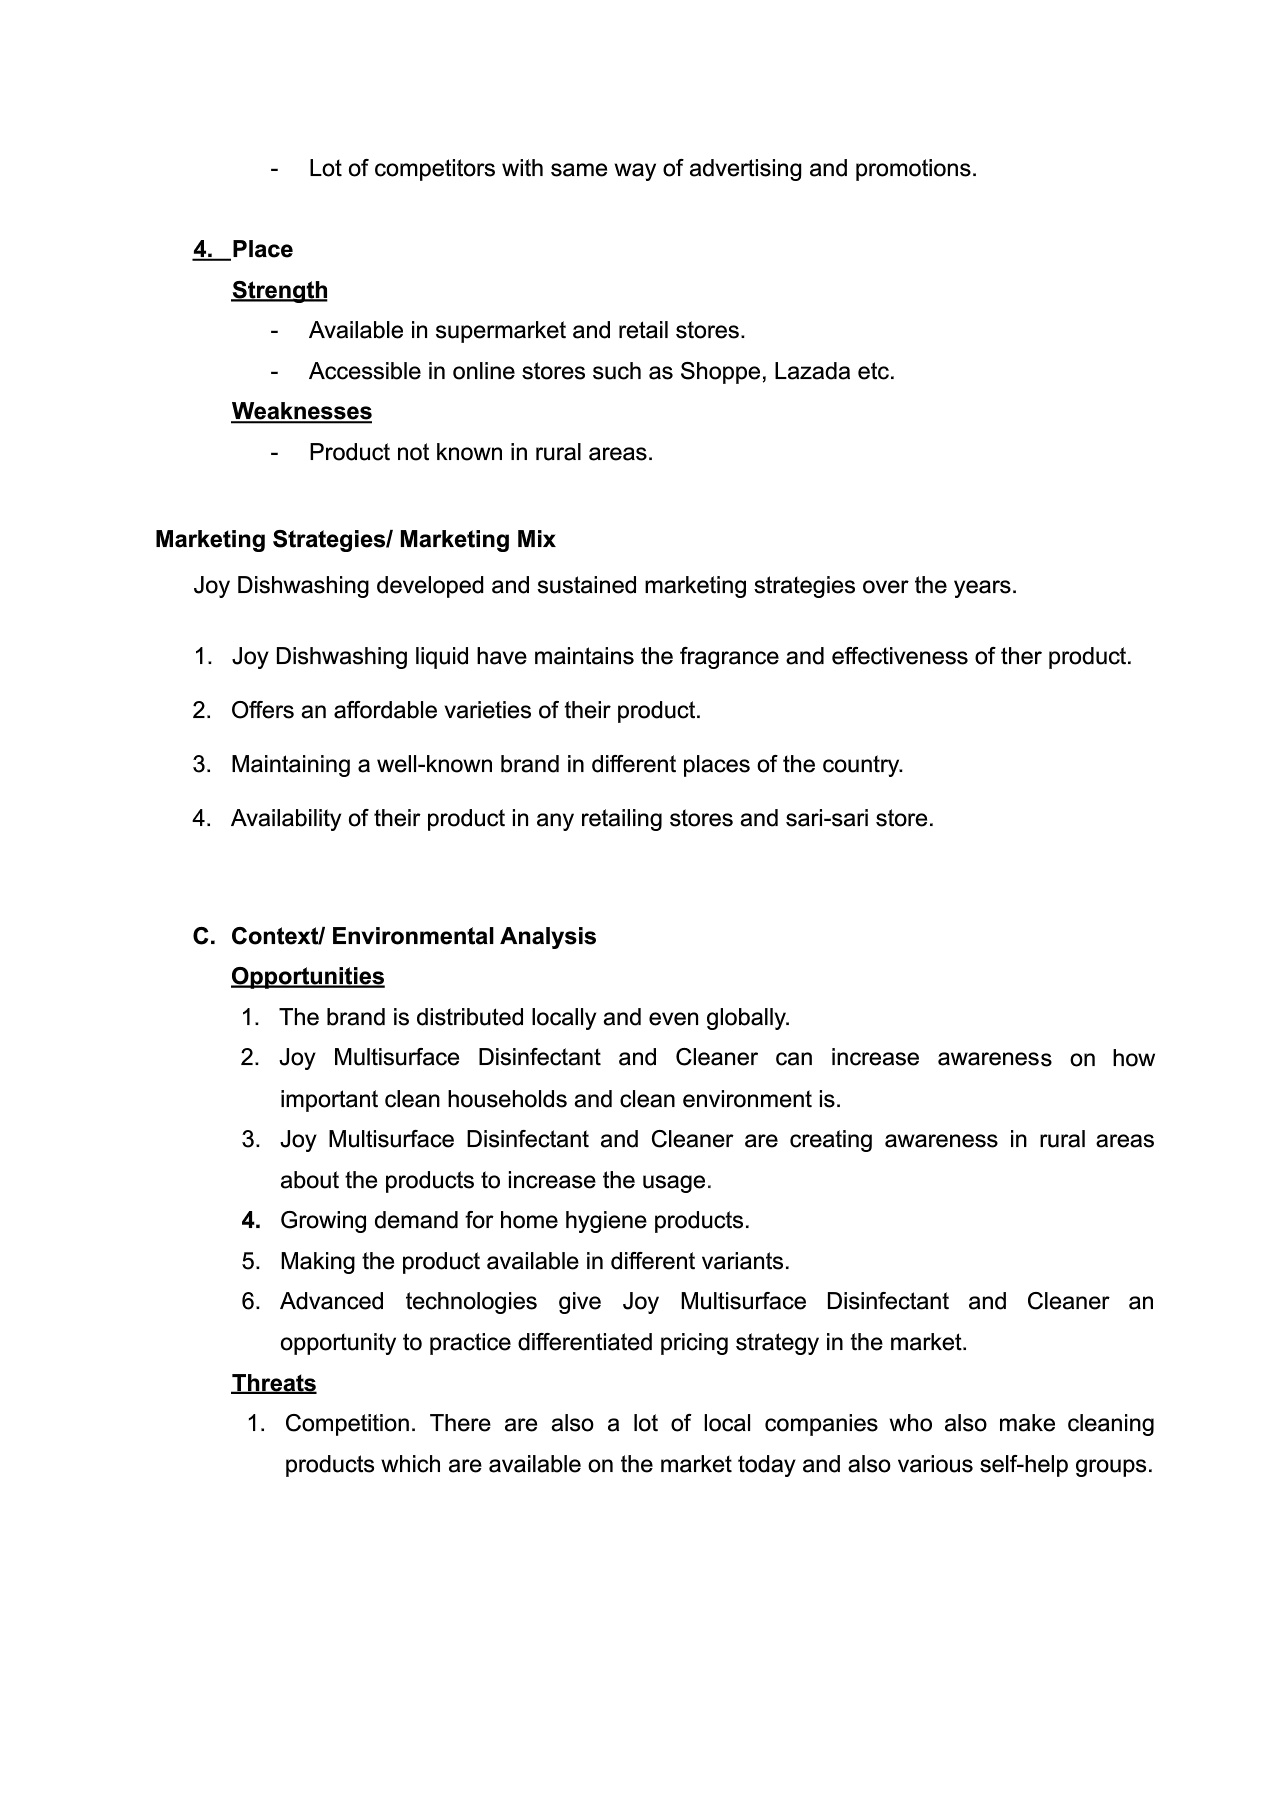 - Lot of competitors with same way of advertising and promotions.
4. Place
Strength
- Available in supermarket and retail stores.
- Accessible in online stores such as Shoppe, Lazada etc.
Weaknesses
- Product not known in rural areas.
Marketing Strategies/ Marketing Mix
Joy Dishwashing developed and sustained marketing strategies over the years.
1. Joy Dishwashing liquid have maintains the fragrance and effectiveness of ther product.
2. Offers an affordable varieties of their product.
3. Maintaining a well-known brand in different places of the country.
4. Availability of their product in any retailing stores and sari-sari store.
C. Context/ Environmental Analysis
Opportunities
1. The brand is distributed locally and even globally.
2. Joy Multisurface Disinfectant and Cleaner can increase awareness on how
important clean households and clean environment is.
3. Joy Multisurface Disinfectant and Cleaner are creating awareness in rural areas
about the products to increase the usage.
4. Growing demand for home hygiene products.
5. Making the product available in different variants.
6. Advanced technologies give Joy Multisurface Disinfectant and Cleaner an
opportunity to practice differentiated pricing strategy in the market.
Threats
1. Competition. There are also a lot of local companies who also make cleaning
products which are available on the market today and also various self-help groups.